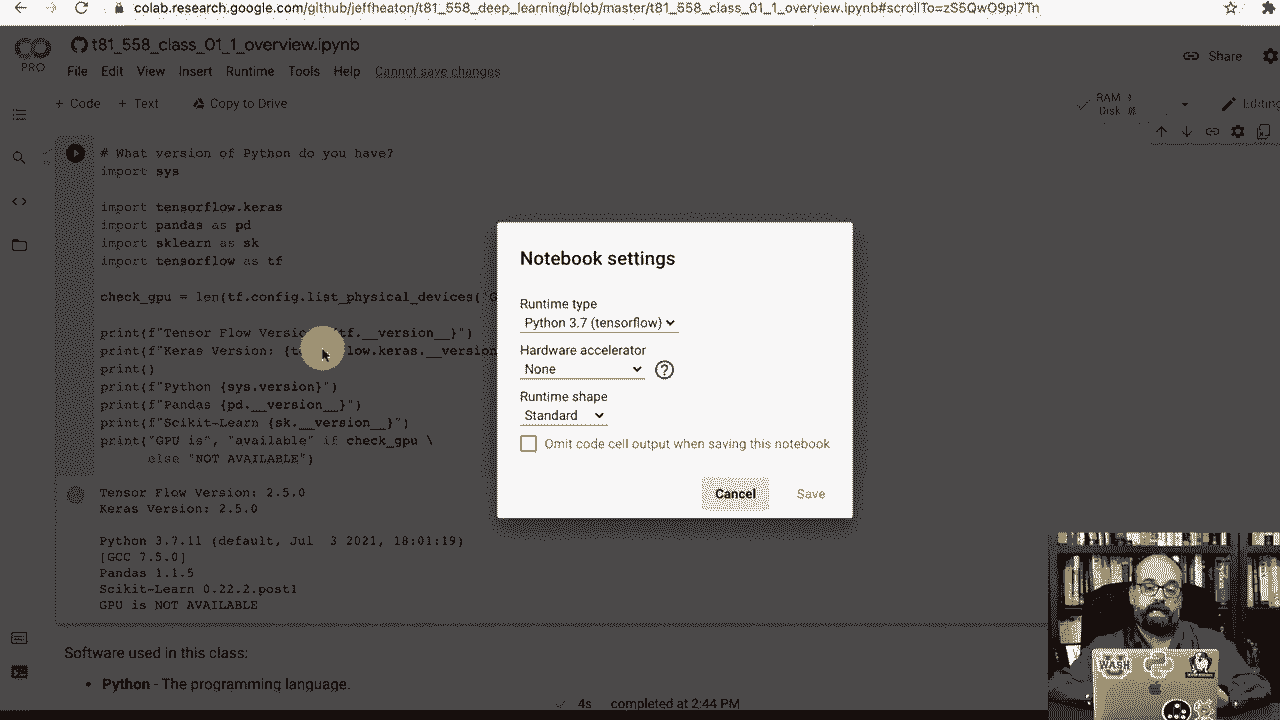 colab.research.google.com/github/jeffheaton/t81_558_deep_learning/blob/master/t81_558_class_01_1_overview.ipynb#scrollTo=zS5QwO9pi7Tn
PRO
t81_558_class_01_1_overview.ipynb
File Edit View Insert Runtime Tools Help Cannot save changes
Share
+ Code + Text Copy to Drive
RAM
Disk
Editing
# What version of Python do you have?
import sys
import tensorflow.keras
import pandas as pd
import sklearn as sk
import tensorflow as tf
check_gpu = len(tf.config.list_physical_devices('G
print(f"Tensor Flow Versio tf.__version__}")
print(f"Keras Version: {t flow.keras.__version
print()
print(f"Python {sys.version}")
print(f"Pandas {pd.__version__}")
print(f"Scikit-Learn {sk.__version__}")
print("GPU is", "available" if check_gpu \
else "NOT AVAILABLE")
Tensor Flow Version: 2.5.0
Keras Version: 2.5.0
Python 3.7.11 (default, Jul 3 2021, 18:01:19)
[GCC 7.5.0]
Pandas 1.1.5
Scikit-Learn 0.22.2.post1
GPU is NOT AVAILABLE
Software used in this class:
• Python - The programming language.
4s completed at 2:44 PM
Notebook settings
Runtime type
Python 3.7 (tensorflow)
Hardware accelerator
None
Runtime shape
Standard
Omit code cell output when saving this notebook
Cancel Save
WASH